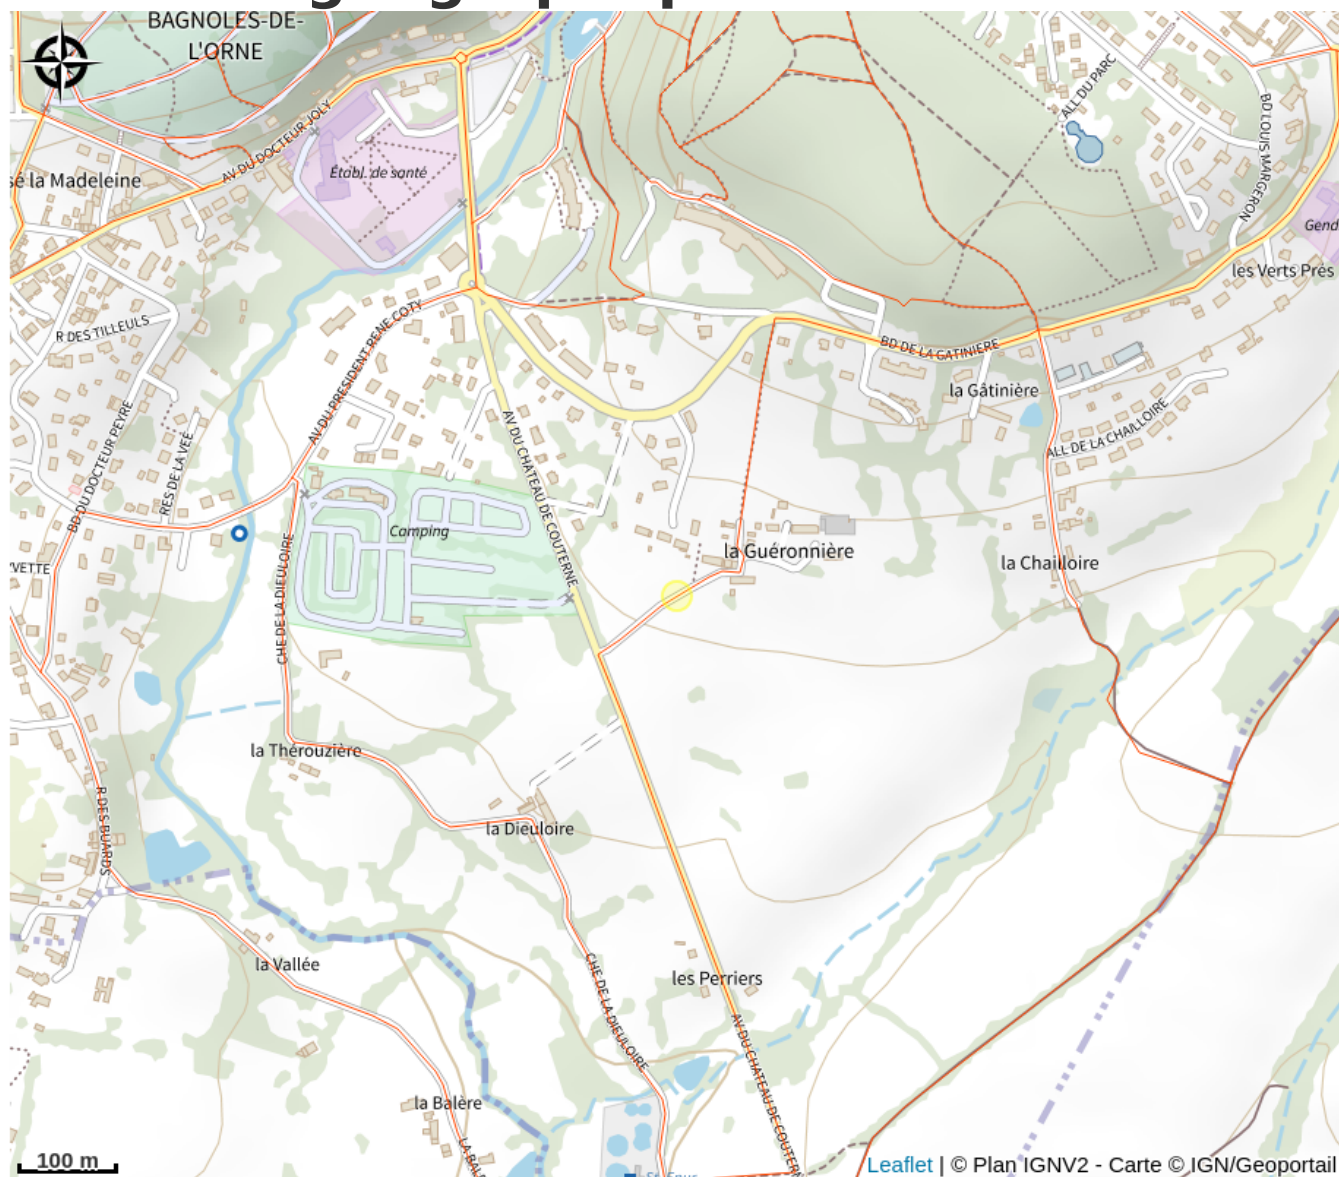 BAGNOLES-DE-
L'ORNE
AV DU DOCTEUR JOLY
ALL DU PARC
BD LOUIS MARGERON
Établ. de santé
sé la Madeleine
Gend
les Verts Prés
R DES TILLEULS
AV DU PRESIDENT RENE COTY
BD DE LA GATINIERE
la Gâtinière
BD DU DOCTEUR PEYRE
RES DE LA VEE
AV DU CHATEAU DE COUTERNE
ALL DE LA CHAILLOIRE
Camping
la Guéronnière
la Chailloire
VETTE
CHE DE LA DIEULOIRE
la Thérouzière
R DES BUARDS
la Dieuloire
la Vallée
les Perriers
CHE DE LA DIEULOIRE
AV DU CHATEAU DE COUTERN
la Balère
LA BAL
100 m
Leaflet | © Plan IGNV2 - Carte © IGN/Geoportail